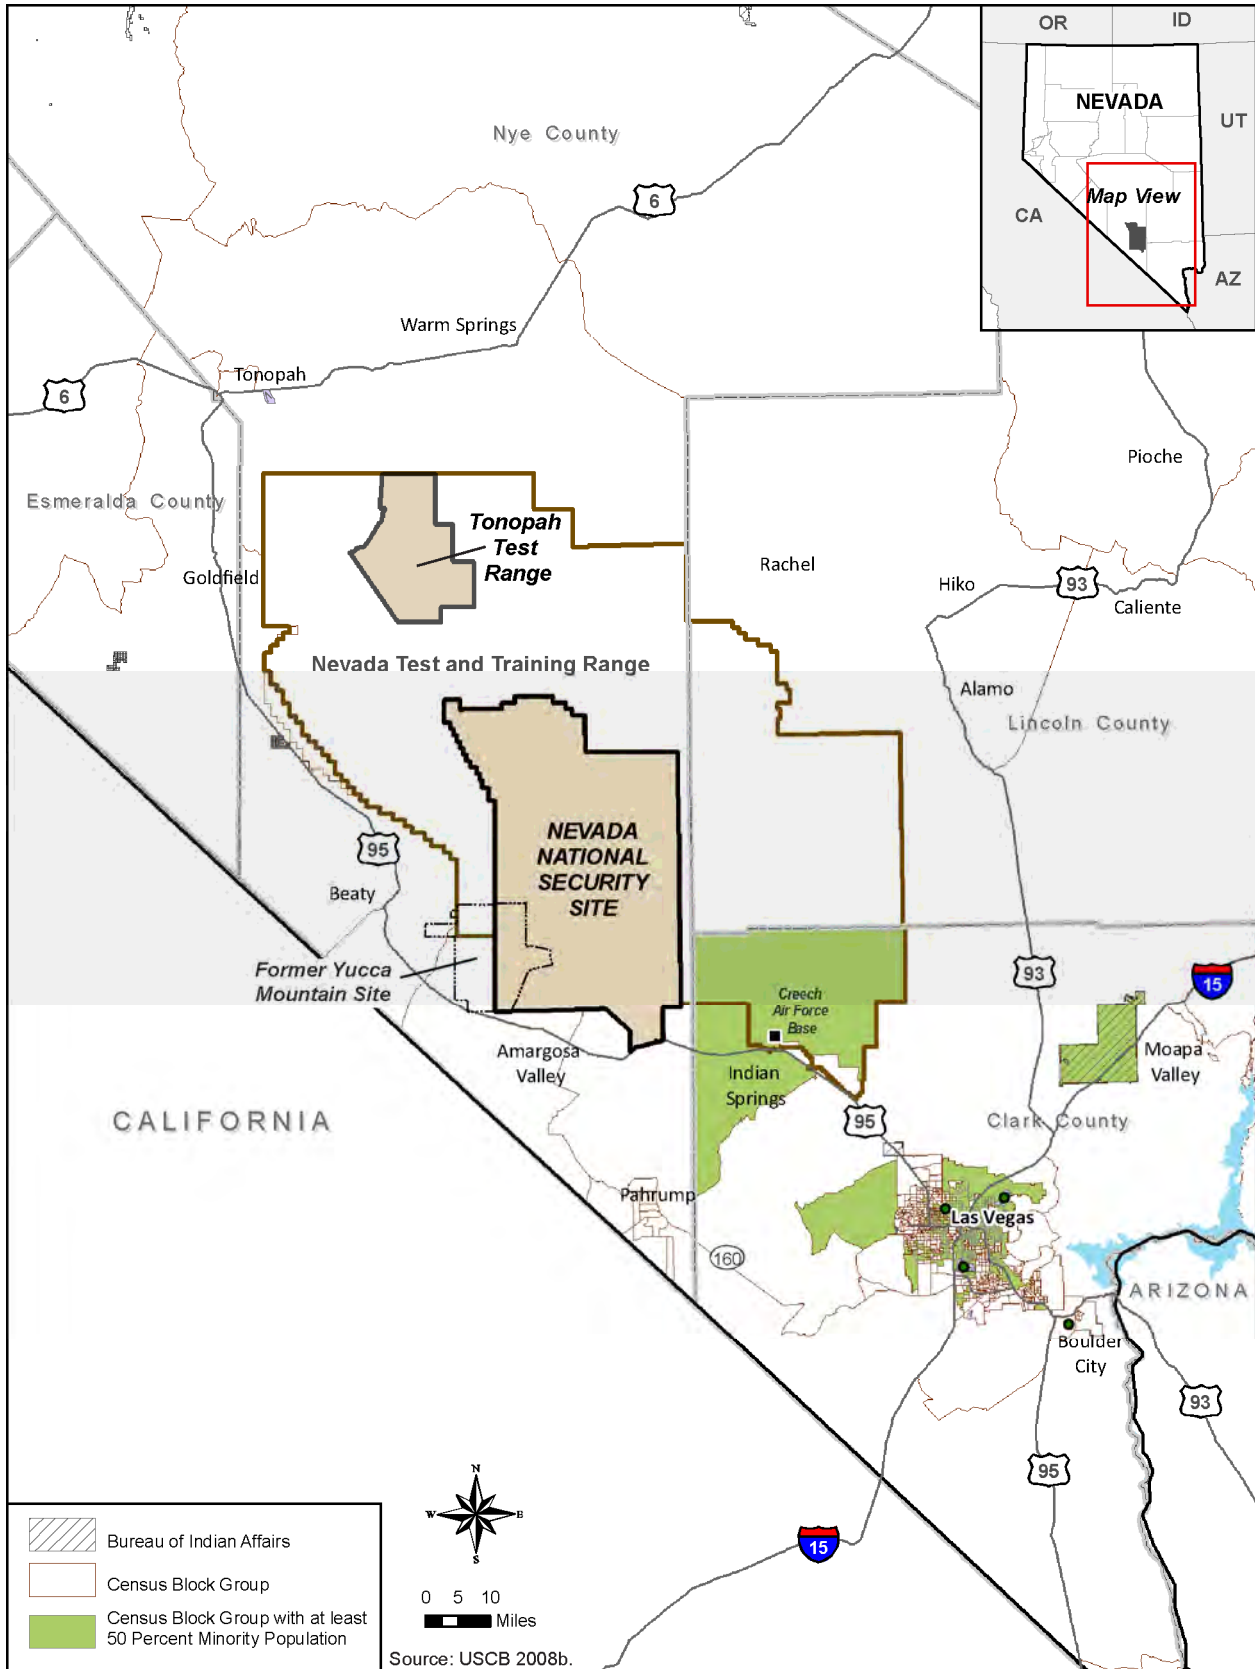 OR
ID
NEVADA
UT
Map View
CA
AZ
Nye County
6
Warm Springs
Tonopah
6
Pioche
Esmeralda County
Tonopah
Test
Range
Rachel
Goldfield
Hiko
93
Caliente
Nevada Test and Training Range
Alamo
Lincoln County
NEVADA
NATIONAL
SECURITY
SITE
95
Beaty
Former Yucca
Mountain Site
93
15
Creech
Air Force
Base
Amargosa
Valley
Moapa
Valley
Indian
Springs
CALIFORNIA
95
Clark County
Pahrump
Las Vegas
160
ARIZONA
Boulder
City
93
95
N
W
E
S
15
Bureau of Indian Affairs
Census Block Group
Census Block Group with at least
50 Percent Minority Population
0 5 10
Miles
Source: USCB 2008b.